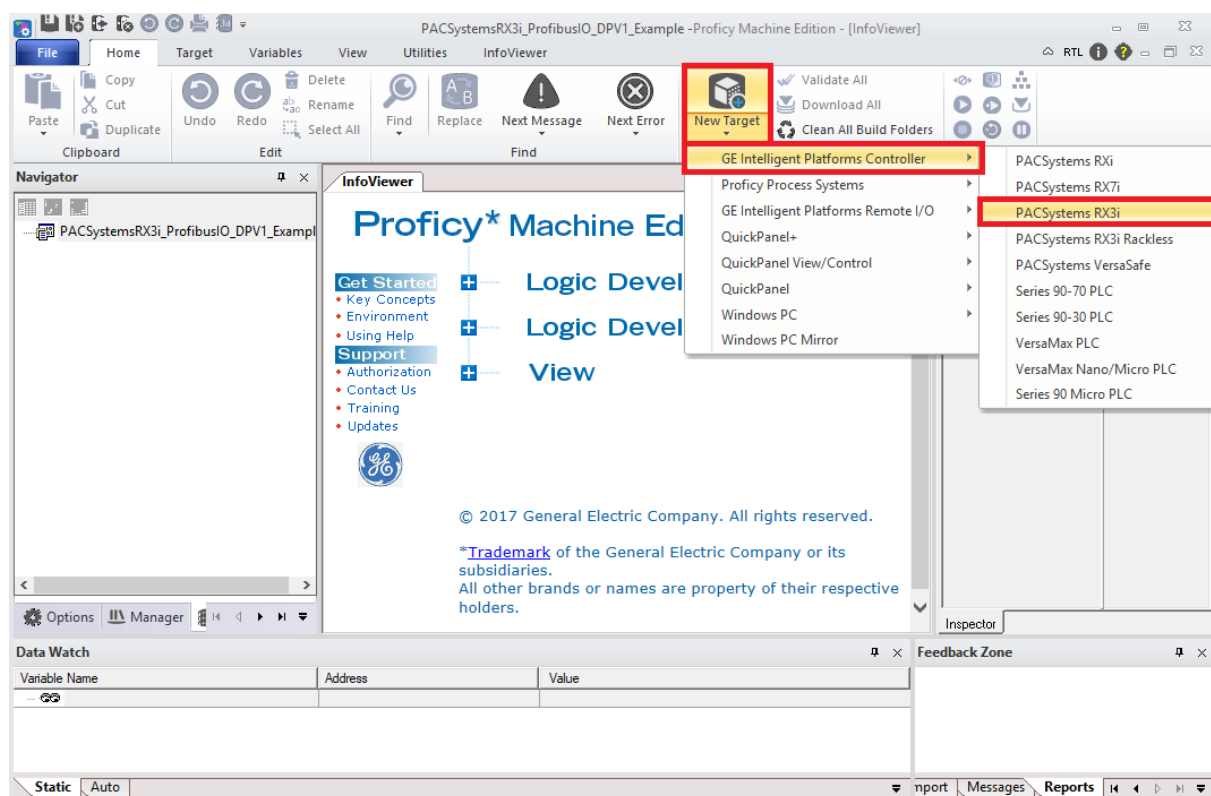 PACSystemsRX3i_ProfibusIO_DPV1_Example -Proficy Machine Edition - [InfoViewer]
File Home Target Variables View Utilities InfoViewer
RTL
Paste
Copy
Cut
Duplicate
Clipboard
Undo
Redo
Delete
Rename
Select All
Edit
Find
Replace
Next Message
Next Error
Find
New Target
Validate All
Download All
Clean All Build Folders
GE Intelligent Platforms Controller
Proficy Process Systems
GE Intelligent Platforms Remote I/O
QuickPanel+
QuickPanel View/Control
QuickPanel
Windows PC
Windows PC Mirror
PACSystems RXi
PACSystems RX7i
PACSystems RX3i
PACSystems RX3i Rackless
PACSystems VersaSafe
Series 90-70 PLC
Series 90-30 PLC
VersaMax PLC
VersaMax Nano/Micro PLC
Series 90 Micro PLC
Navigator
PACSystemsRX3i_ProfibusIO_DPV1_Exampl
Options Manager
InfoViewer
Proficy* Machine Ed
Get Started
Key Concepts
Environment
Using Help
Support
Authorization
Contact Us
Training
Updates
Logic Devel
Logic Devel
View
© 2017 General Electric Company. All rights reserved.
*Trademark of the General Electric Company or its
subsidiaries.
All other brands or names are property of their respective
holders.
Inspector
Data Watch
Variable Name Address Value
Static Auto
Feedback Zone
mport Messages Reports